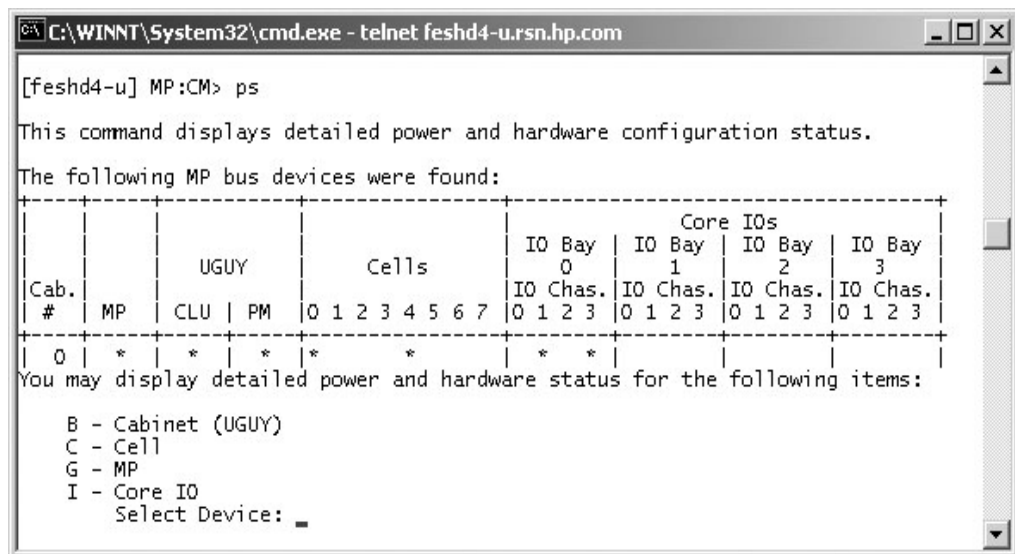 C:\WINNT\System32\cmd.exe - telnet feshd4-u.rsn.hp.com
[feshd4-u] MP:CM> ps
This command displays detailed power and hardware configuration status.
The following MP bus devices were found:
+----+-----+-----------+----------------+-----------------------------------+
| | | | | Core IOs |
| | | | | IO Bay | IO Bay | IO Bay | IO Bay |
| | | UGUY | Cells | 0 | 1 | 2 | 3 |
|Cab.| | | |IO Chas.|IO Chas.|IO Chas.|IO Chas.|
| # | MP | CLU | PM |0 1 2 3 4 5 6 7 |0 1 2 3 |0 1 2 3 |0 1 2 3 |0 1 2 3 |
+----+-----+-----+-----+----------------+--------+--------+--------+--------+
| 0 | * | * | * |* * | * * | | | |
You may display detailed power and hardware status for the following items:
B - Cabinet (UGUY)
C - Cell
G - MP
I - Core IO
Select Device: _